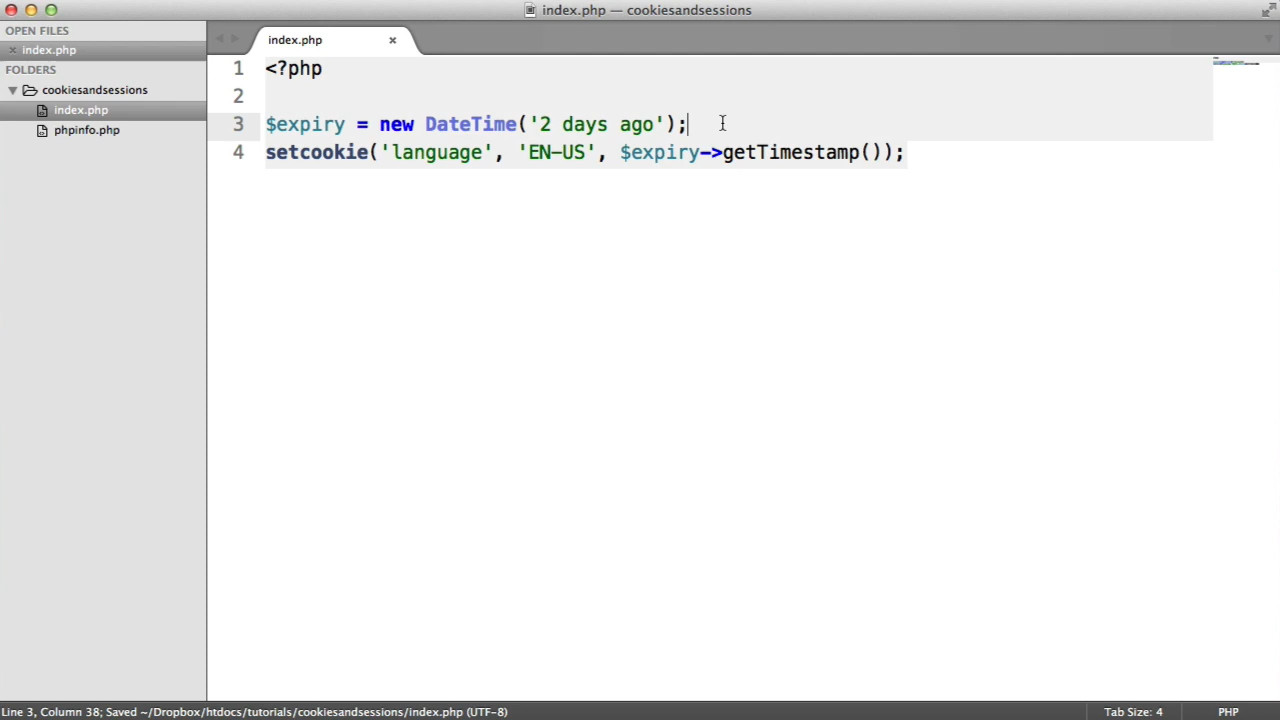 index.php — cookiesandsessions
OPEN FILES
index.php
FOLDERS
cookiesandsessions
index.php
phpinfo.php
index.php
1 <?php
2
3 $expiry = new DateTime('2 days ago');
4 setcookie('language', 'EN-US', $expiry->getTimestamp());
Line 3, Column 38; Saved ~/Dropbox/htdocs/tutorials/cookiesandsessions/index.php (UTF-8)
Tab Size: 4
PHP